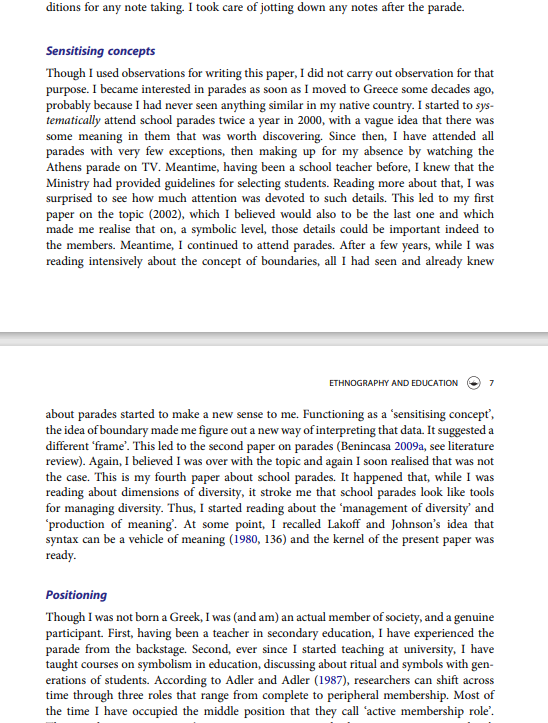 ditions for any note taking. I took care of jotting down any notes after the parade.
Sensitising concepts
Though I used observations for writing this paper, I did not carry out observation for that
purpose. I became interested in parades as soon as I moved to Greece some decades ago,
probably because I had never seen anything similar in my native country. I started to sys-
tematically attend school parades twice a year in 2000, with a vague idea that there was
some meaning in them that was worth discovering. Since then, I have attended all
parades with very few exceptions, then making up for my absence by watching the
Athens parade on TV. Meantime, having been a school teacher before, I knew that the
Ministry had provided guidelines for selecting students. Reading more about that, I was
surprised to see how much attention was devoted to such details. This led to my first
paper on the topic (2002), which I believed would also be the last one and which
made me realise that on, a symbolic level, those details could be important indeed to
the members. Meantime, I continued to attend parades. After a few years, while I was
reading intensively about the concept of boundaries, all I had seen and already knew
ETHNOGRAPHY AND EDUCATION 7
about parades started to make a new sense to me. Functioning as a ‘sensitising concept’,
the idea of boundary made me figure out a new way of interpreting that data. It suggested a
different ‘frame’. This led to the second paper on parades (Benincasa 2009a, see literature
review). Again, I believed I was over with the topic and again I soon realised that was not
the case. This is my fourth paper about school parades. It happened that, while I was
reading about dimensions of diversity, it stroke me that school parades look like tools
for managing diversity. Thus, I started reading about the ‘management of diversity’ and
‘production of meaning’. At some point, I recalled Lakoff and Johnson’s idea that
syntax can be a vehicle of meaning (1980, 136) and the kernel of the present paper was
ready.
Positioning
Though I was not born a Greek, I was (and am) an actual member of society, and a genuine
participant. First, having been a teacher in secondary education, I have experienced the
parade from the backstage. Second, ever since I started teaching at university, I have
taught courses on symbolism in education, discussing about ritual and symbols with gen-
erations of students. According to Adler and Adler (1987), researchers can shift across
time through three roles that range from complete to peripheral membership. Most of
the time I have occupied the middle position that they call ‘active membership role’.